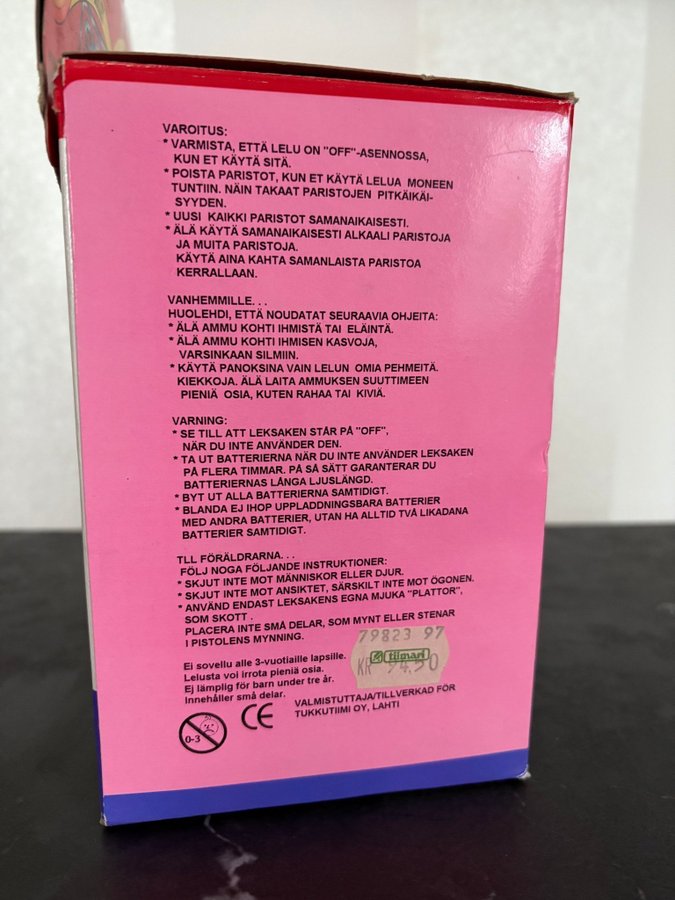 VAROITUS:
* VARMISTA, ETTÄ LELU ON "OFF"-ASENNOSSA,
KUN ET KÄYTÄ SITÄ.
* POISTA PARISTOT, KUN ET KÄYTÄ LELUA MONEEN
TUNTIIN. NÄIN TAKAAT PARISTOJEN PITKÄIKÄI-
SYYDEN.
* UUSI KAIKKI PARISTOT SAMANAIKAISESTI.
* ÄLÄ KÄYTÄ SAMANAIKAISESTI ALKAALI PARISTOJA
JA MUITA PARISTOJA.
KÄYTÄ AINA KAHTA SAMANLAISTA PARISTOA
KERRALLAAN.
VANHEMMILLE. . .
HUOLEHDI, ETTÄ NOUDATAT SEURAAVIA OHJEITA:
* ÄLÄ AMMU KOHTI IHMISTÄ TAI ELÄINTÄ.
* ÄLÄ AMMU KOHTI IHMISEN KASVOJA,
VARSINKAAN SILMIIN.
* KÄYTÄ PANOKSINA VAIN LELUN OMIA PEHMEITÄ.
KIEKKOJA. ÄLÄ LAITA AMMUKSEN SUUTTIMEEN
PIENIÄ OSIA, KUTEN RAHAA TAI KIVIÄ.
VARNING:
* SE TILL ATT LEKSAKEN STÅR PÅ "OFF",
NÄR DU INTE ANVÄNDER DEN.
* TA UT BATTERIERNA NÄR DU INTE ANVÄNDER LEKSAKEN
PÅ FLERA TIMMAR. PÅ SÅ SÄTT GARANTERAR DU
BATTERIERNAS LÅNGA LJUSLÄNGD.
* BYT UT ALLA BATTERIERNA SAMTIDIGT.
* BLANDA EJ IHOP UPPLADDNINGSBARA BATTERIER
MED ANDRA BATTERIER, UTAN HA ALLTID TVÅ LIKADANA
BATTERIER SAMTIDIGT.
TLL FÖRÄLDRARNA. . .
FÖLJ NOGA FÖLJANDE INSTRUKTIONER:
* SKJUT INTE MOT MÄNNISKOR ELLER DJUR.
* SKJUT INTE MOT ANSIKTET, SÄRSKILT INTE MOT ÖGONEN.
* ANVÄND ENDAST LEKSAKENS EGNA MJUKA "PLATTOR",
SOM SKOTT .
PLACERA INTE SMÅ DELAR, SOM MYNT ELLER STENAR
I PISTOLENS MYNNING.
79823 97
tiimari
KR 94.50
Ei sovellu alle 3-vuotiaille lapsille.
Lelusta voi irrota pieniä osia.
Ej lämplig för barn under tre år.
Innehåller små delar.
0-3
CE
VALMISTUTTAJA/TILLVERKAD FÖR
TUKKUTIIMI OY, LAHTI